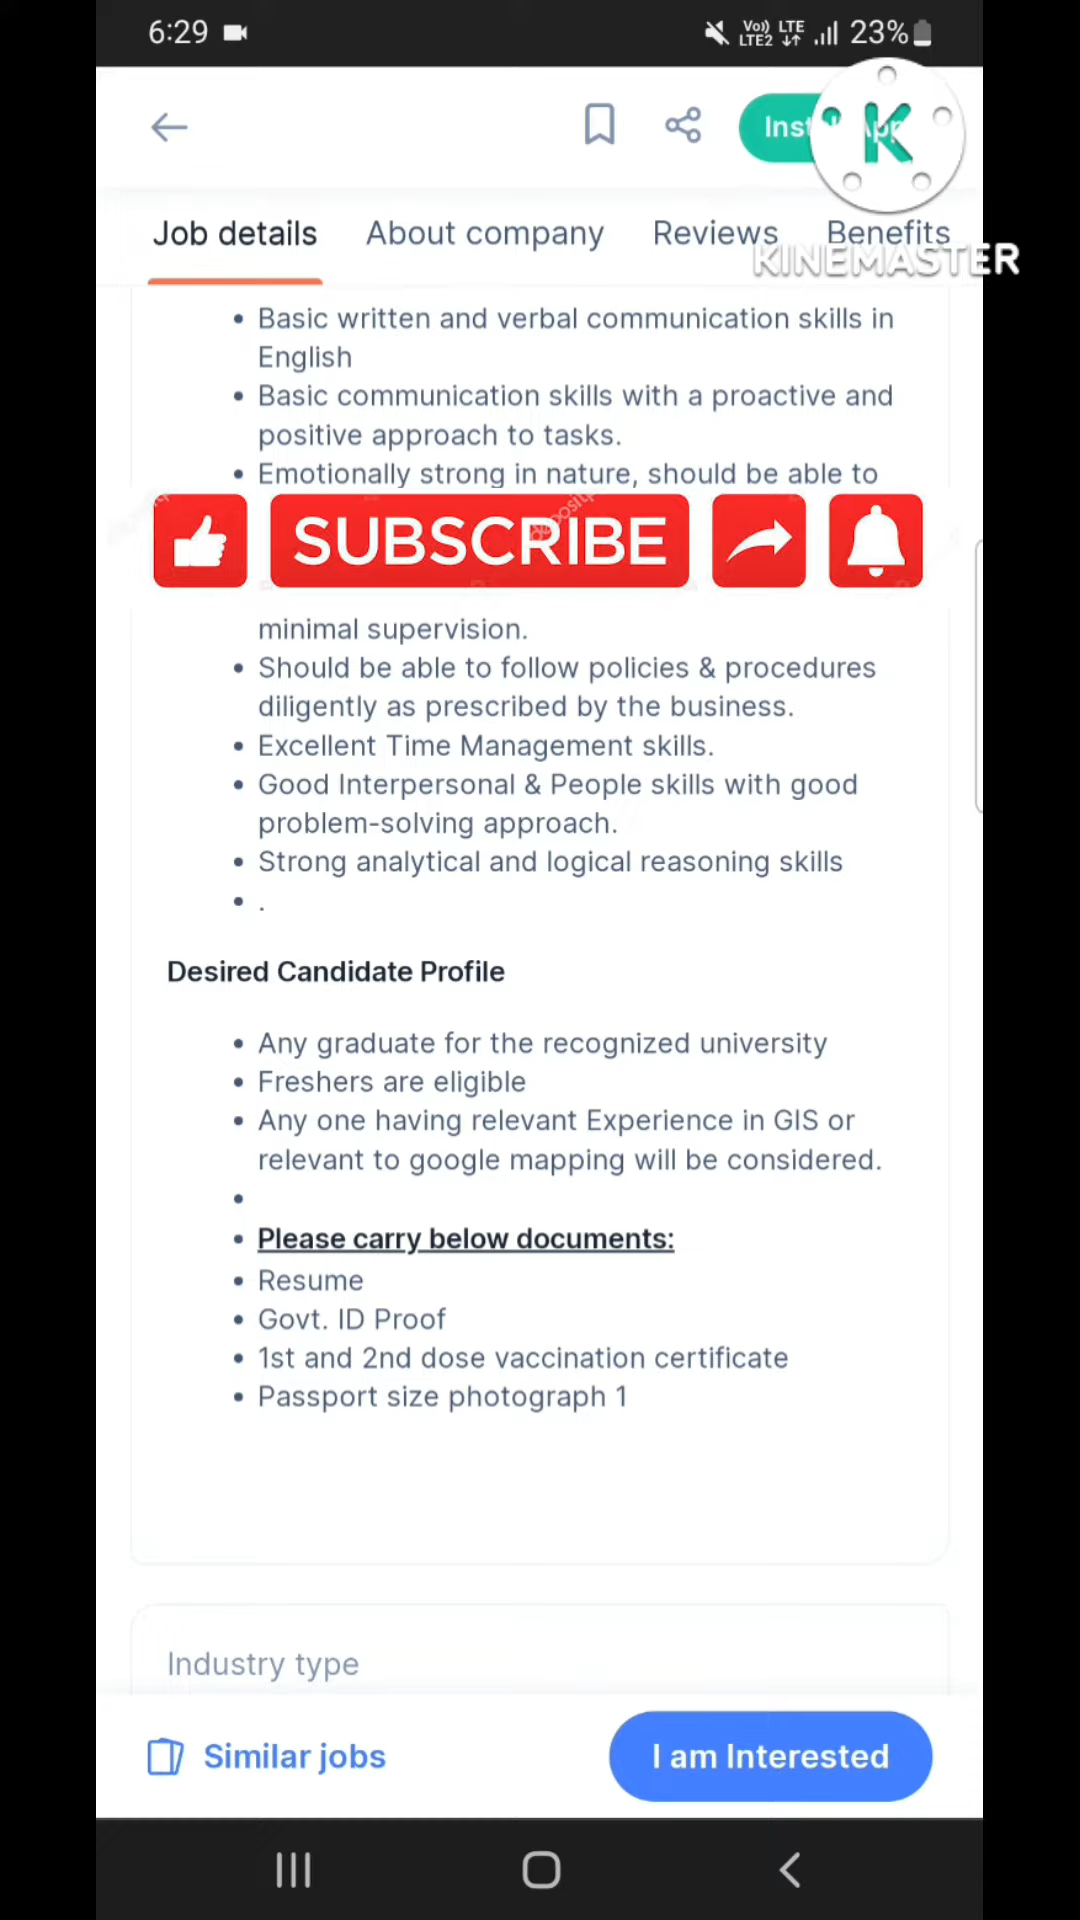 6:29 Vo)) LTE2 LTE 23%
K
Job details About company Reviews Benefits
KINEMASTER
• Basic written and verbal communication skills in
English
• Basic communication skills with a proactive and
positive approach to tasks.
• Emotionally strong in nature, should be able to
SUBSCRIBE
minimal supervision.
• Should be able to follow policies & procedures
diligently as prescribed by the business.
• Excellent Time Management skills.
• Good Interpersonal & People skills with good
problem-solving approach.
• Strong analytical and logical reasoning skills
• .
Desired Candidate Profile
• Any graduate for the recognized university
• Freshers are eligible
• Any one having relevant Experience in GIS or
relevant to google mapping will be considered.
•
• Please carry below documents:
• Resume
• Govt. ID Proof
• 1st and 2nd dose vaccination certificate
• Passport size photograph 1
Industry type
Similar jobs I am Interested